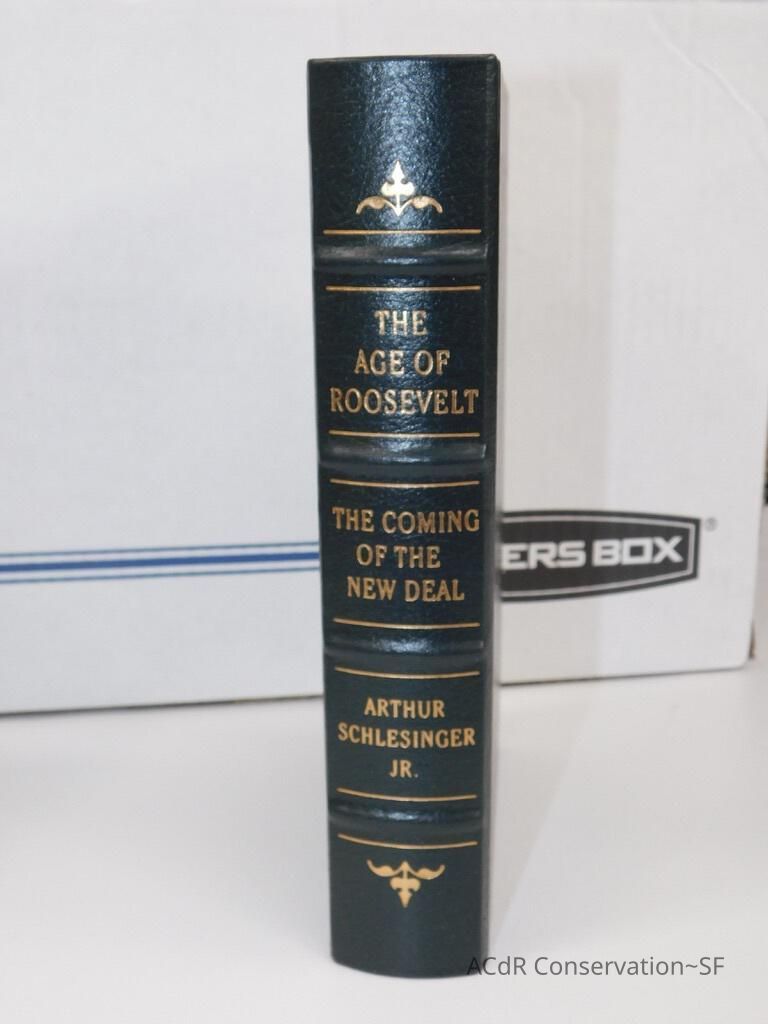 THE
AGE OF
ROOSEVELT
THE COMING
OF THE
NEW DEAL
ARTHUR
SCHLESINGER
JR.
ERS BOX®
ACdR Conservation~SF